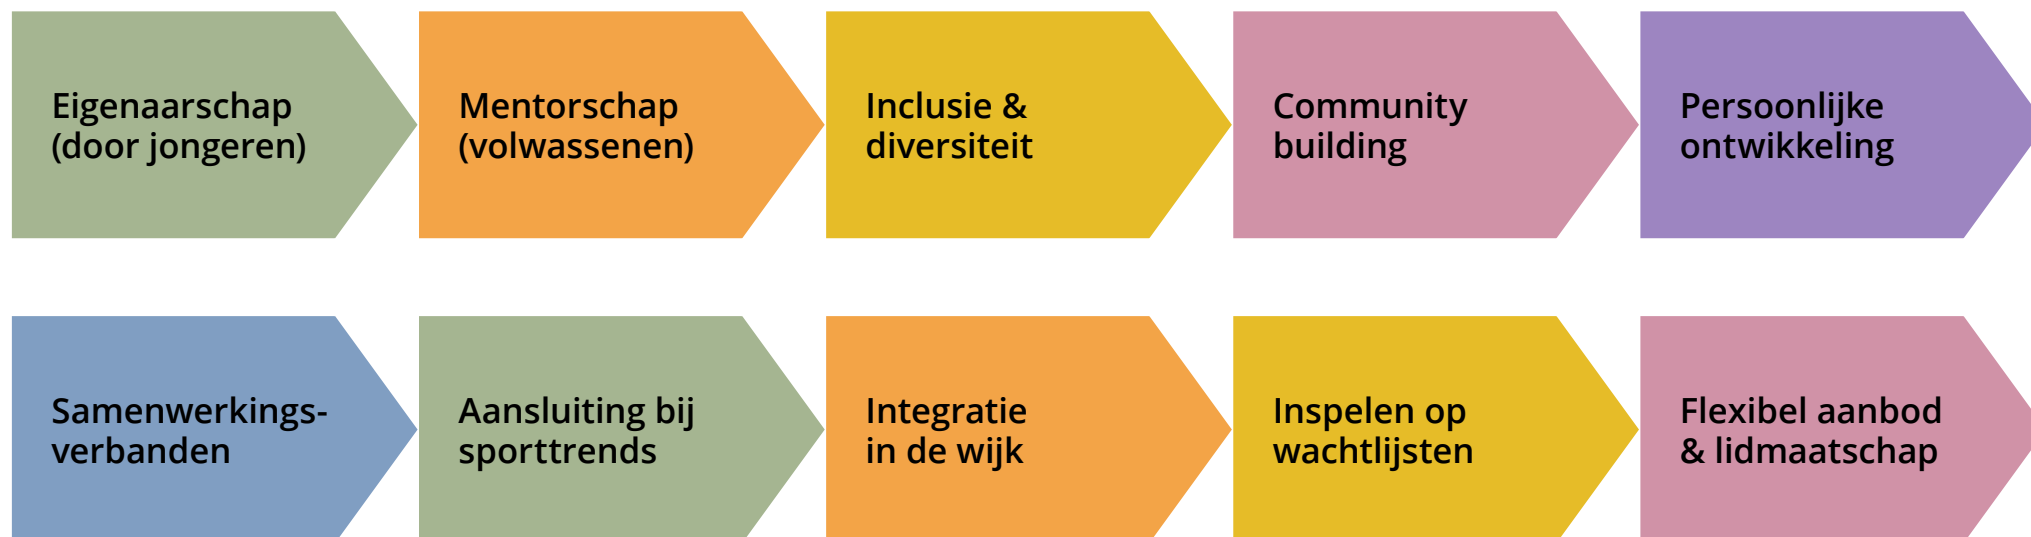 Eigenaarschap
(door jongeren)
Mentorschap
(volwassenen)
Inclusie &
diversiteit
Community
building
Persoonlijke
ontwikkeling
Samenwerkings-
verbanden
Aansluiting bij
sporttrends
Integratie
in de wijk
Inspelen op
wachtlijsten
Flexibel aanbod
& lidmaatschap